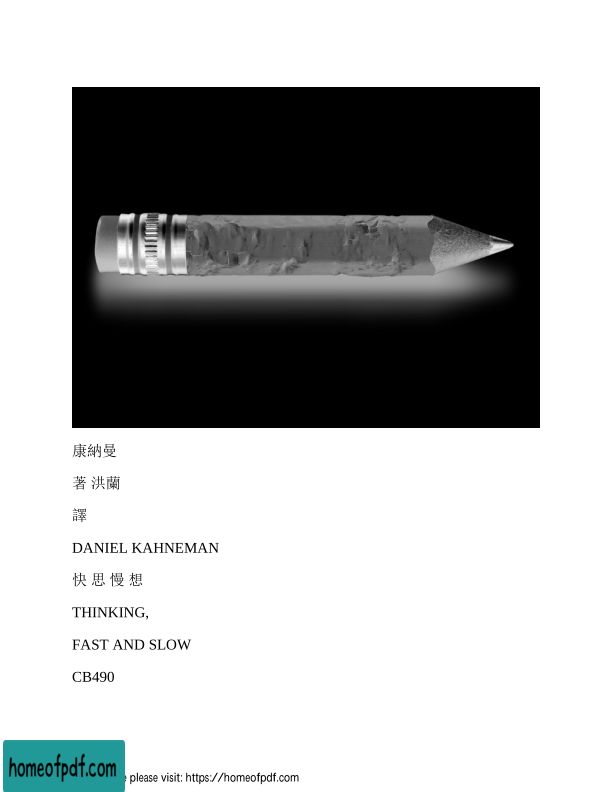 康納曼
著 洪蘭
譯
DANIEL KAHNEMAN
快 思 慢 想
THINKING,
FAST AND SLOW
CB490
homeofpdf.com
e please visit: https://homeofpdf.com